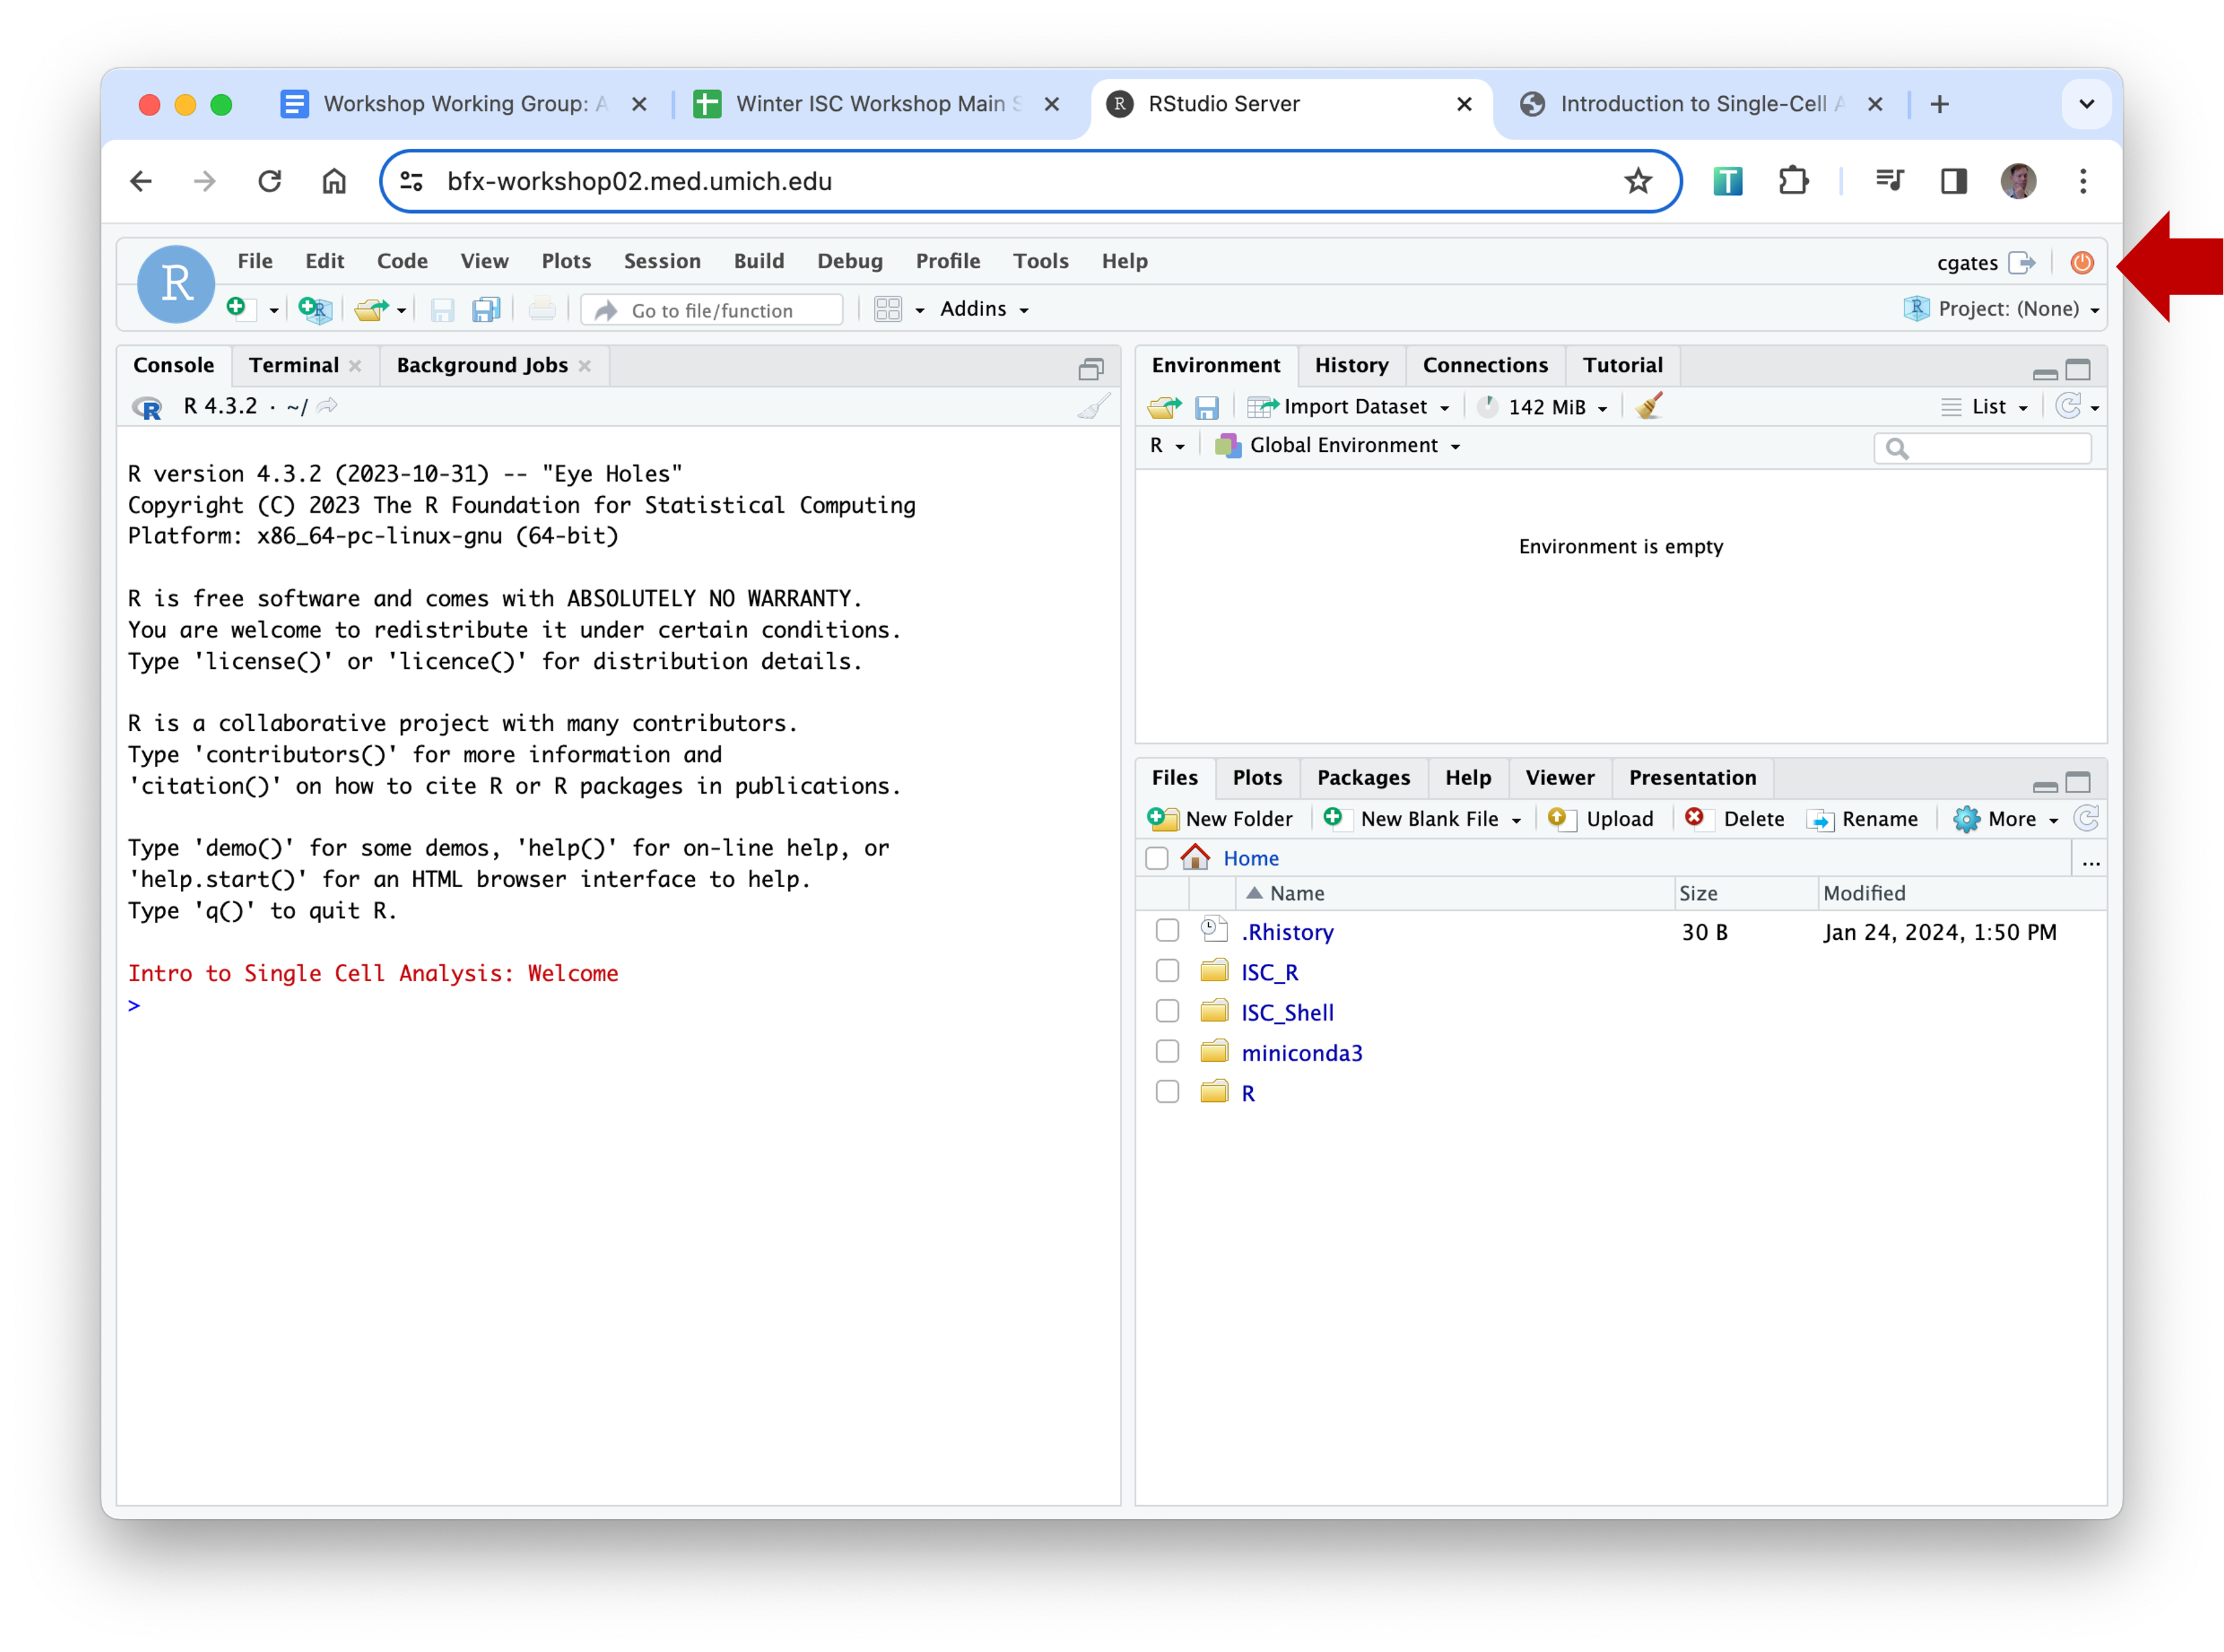 Workshop Working Group: A
Winter ISC Workshop Main S
RStudio Server
Introduction to Single-Cell A
bfx-workshop02.med.umich.edu
T
R
File Edit Code View Plots Session Build Debug Profile Tools Help
cgates
Go to file/function
Addins
Project: (None)
Console Terminal Background Jobs
R 4.3.2 · ~/
R version 4.3.2 (2023-10-31) -- "Eye Holes"
Copyright (C) 2023 The R Foundation for Statistical Computing
Platform: x86_64-pc-linux-gnu (64-bit)
R is free software and comes with ABSOLUTELY NO WARRANTY.
You are welcome to redistribute it under certain conditions.
Type 'license()' or 'licence()' for distribution details.
R is a collaborative project with many contributors.
Type 'contributors()' for more information and
'citation()' on how to cite R or R packages in publications.
Type 'demo()' for some demos, 'help()' for on-line help, or
'help.start()' for an HTML browser interface to help.
Type 'q()' to quit R.
Intro to Single Cell Analysis: Welcome
>
Environment History Connections Tutorial
Import Dataset 142 MiB List
R Global Environment
Environment is empty
Files Plots Packages Help Viewer Presentation
New Folder New Blank File Upload Delete Rename More
Home ...
Name Size Modified
.Rhistory 30 B Jan 24, 2024, 1:50 PM
ISC_R
ISC_Shell
miniconda3
R